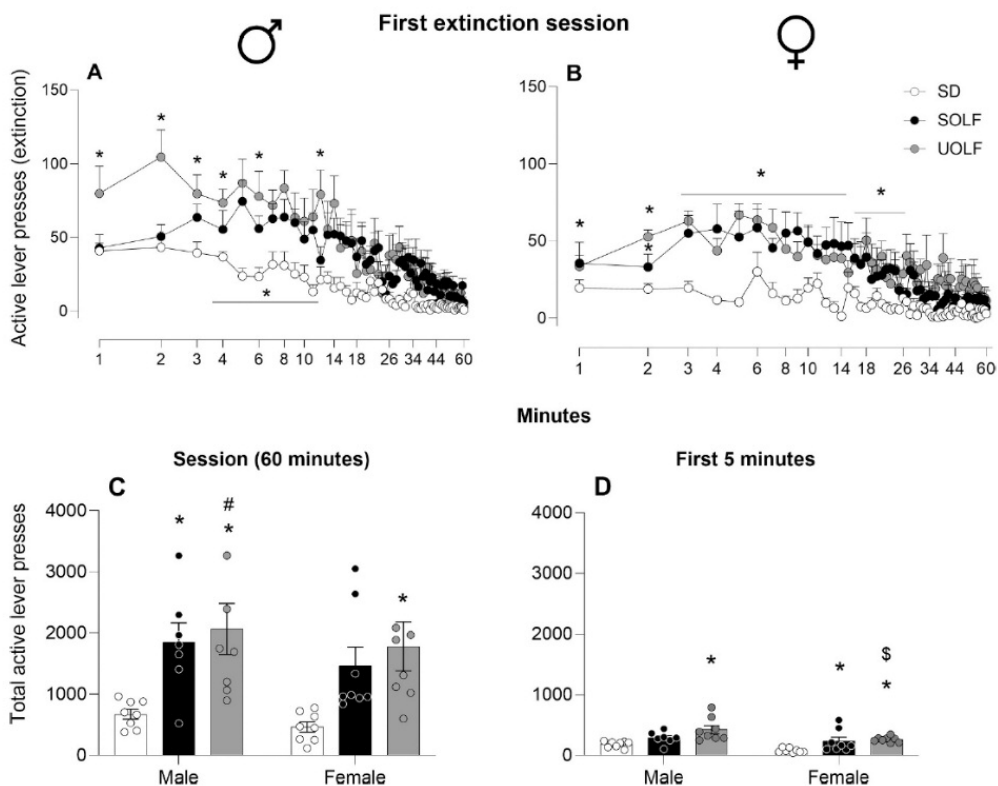 First extinction session
♂ ♀
A
B
Active lever presses (extinction)
150
100
50
0
* * * * * *
*
1 2 3 4 6 8 10 14 18 26 34 44 60
150
100
50
0
* * * * *
SD
SOLF
UOLF
1 2 3 4 6 8 10 14 18 26 34 44 60
Minutes
Session (60 minutes)
First 5 minutes
C
D
Total active lever presses
4000
3000
2000
1000
0
* # * *
Male Female
4000
3000
2000
1000
0
* * $ *
Male Female